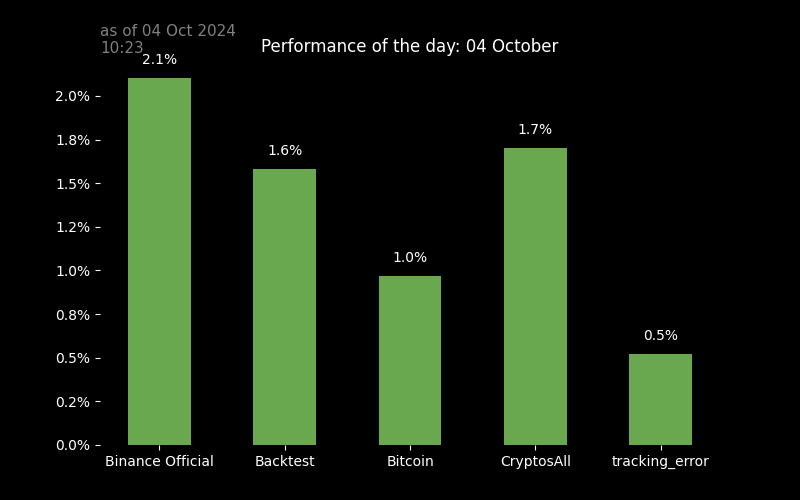 as of 04 Oct 2024
10:23
Performance of the day: 04 October
2.1%
1.6%
1.0%
1.7%
0.5%
2.0%
1.8%
1.5%
1.2%
1.0%
0.8%
0.5%
0.2%
0.0%
Binance Official
Backtest
Bitcoin
CryptosAll
tracking_error